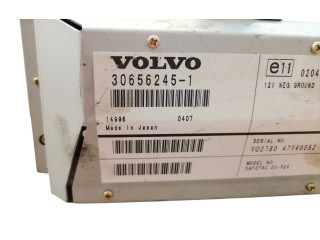 VOLVO
30656245-1
e11 0204
12V NEG GROUND
14996 0407
Made in Japan
SERIAL NO
MODEL NO